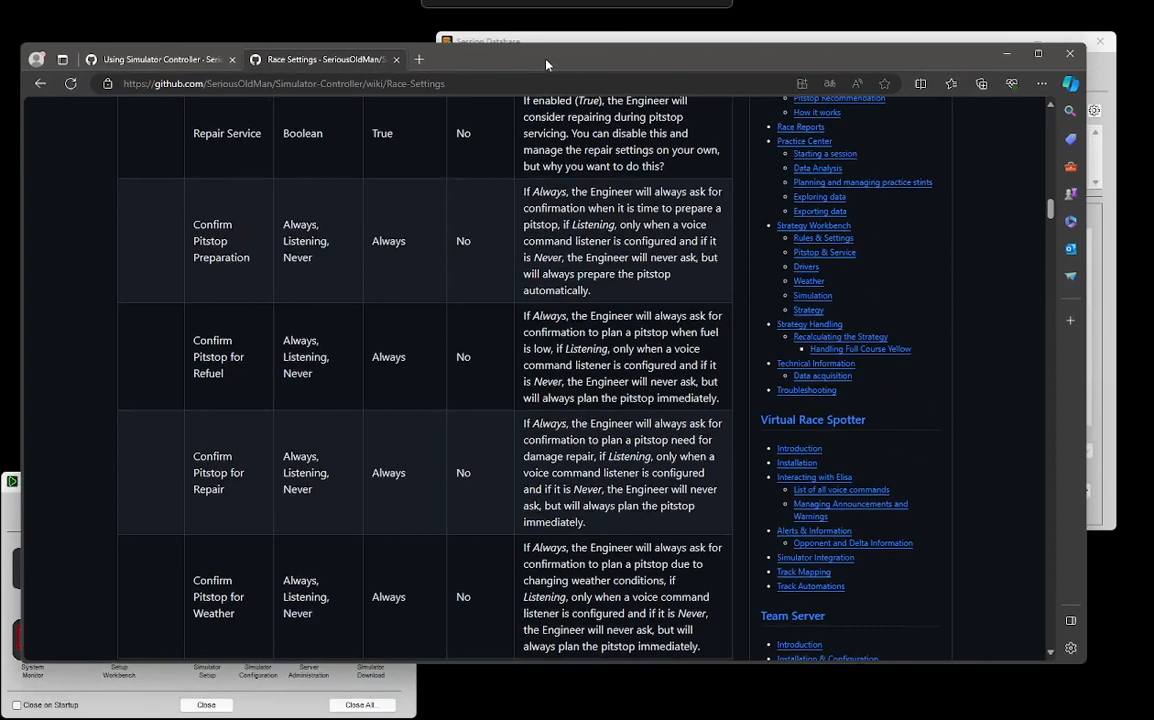 Session Database
Using Simulator Controller · Serio
Race Settings · SeriousOldMan/S
https://github.com/SeriousOldMan/Simulator-Controller/wiki/Race-Settings
Repair Service
Boolean
True
No
If enabled (True), the Engineer will
consider repairing during pitstop
servicing. You can disable this and
manage the repair settings on your own,
but why you want to do this?
Confirm
Pitstop
Preparation
Always,
Listening,
Never
Always
No
If Always, the Engineer will always ask for
confirmation when it is time to prepare a
pitstop, if Listening, only when a voice
command listener is configured and if it
is Never, the Engineer will never ask, but
will always prepare the pitstop
automatically.
Confirm
Pitstop for
Refuel
Always,
Listening,
Never
Always
No
If Always, the Engineer will always ask for
confirmation to plan a pitstop when fuel
is low, if Listening, only when a voice
command listener is configured and if it
is Never, the Engineer will never ask, but
will always plan the pitstop immediately.
Confirm
Pitstop for
Repair
Always,
Listening,
Never
Always
No
If Always, the Engineer will always ask for
confirmation to plan a pitstop need for
damage repair, if Listening, only when a
voice command listener is configured
and if it is Never, the Engineer will never
ask, but will always plan the pitstop
immediately.
Confirm
Pitstop for
Weather
Always,
Listening,
Never
Always
No
If Always, the Engineer will always ask for
confirmation to plan a pitstop due to
changing weather conditions, if
Listening, only when a voice command
listener is configured and if it is Never,
the Engineer will never ask, but will
always plan the pitstop immediately.
Pitstop Recommendation
How it works
Race Reports
Practice Center
Starting a session
Data Analysis
Planning and managing practice stints
Exploring data
Exporting data
Strategy Workbench
Rules & Settings
Pitstop & Service
Drivers
Weather
Simulation
Strategy
Strategy Handling
Recalculating the Strategy
Handling Full Course Yellow
Technical Information
Data acquisition
Troubleshooting
Virtual Race Spotter
Introduction
Installation
Interacting with Elisa
List of all voice commands
Managing Announcements and
Warnings
Alerts & Information
Opponent and Delta Information
Simulator Integration
Track Mapping
Track Automations
Team Server
Introduction
Installation & Configuration
System
Monitor
Setup
Workbench
Simulator
Setup
Simulator
Configuration
Server
Administration
Simulator
Download
Close on Startup
Close
Close All...